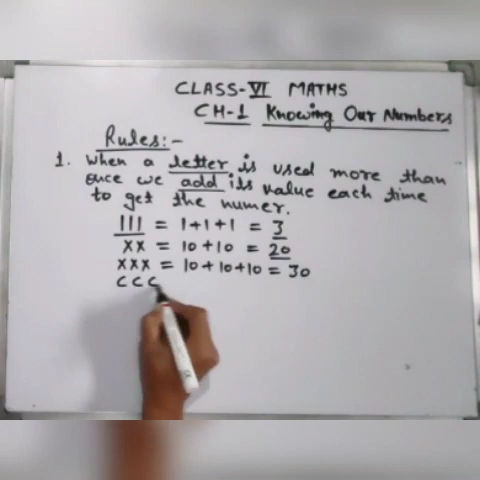 CLASS-VI MATHS
CH-1 Knowing Our Numbers
Rules:-
1. When a letter is used more than
once we add its value each time
to get the numer.
III = 1+1+1 = 3
XX = 10+10 = 20
XXX = 10+10+10 = 30
CCC